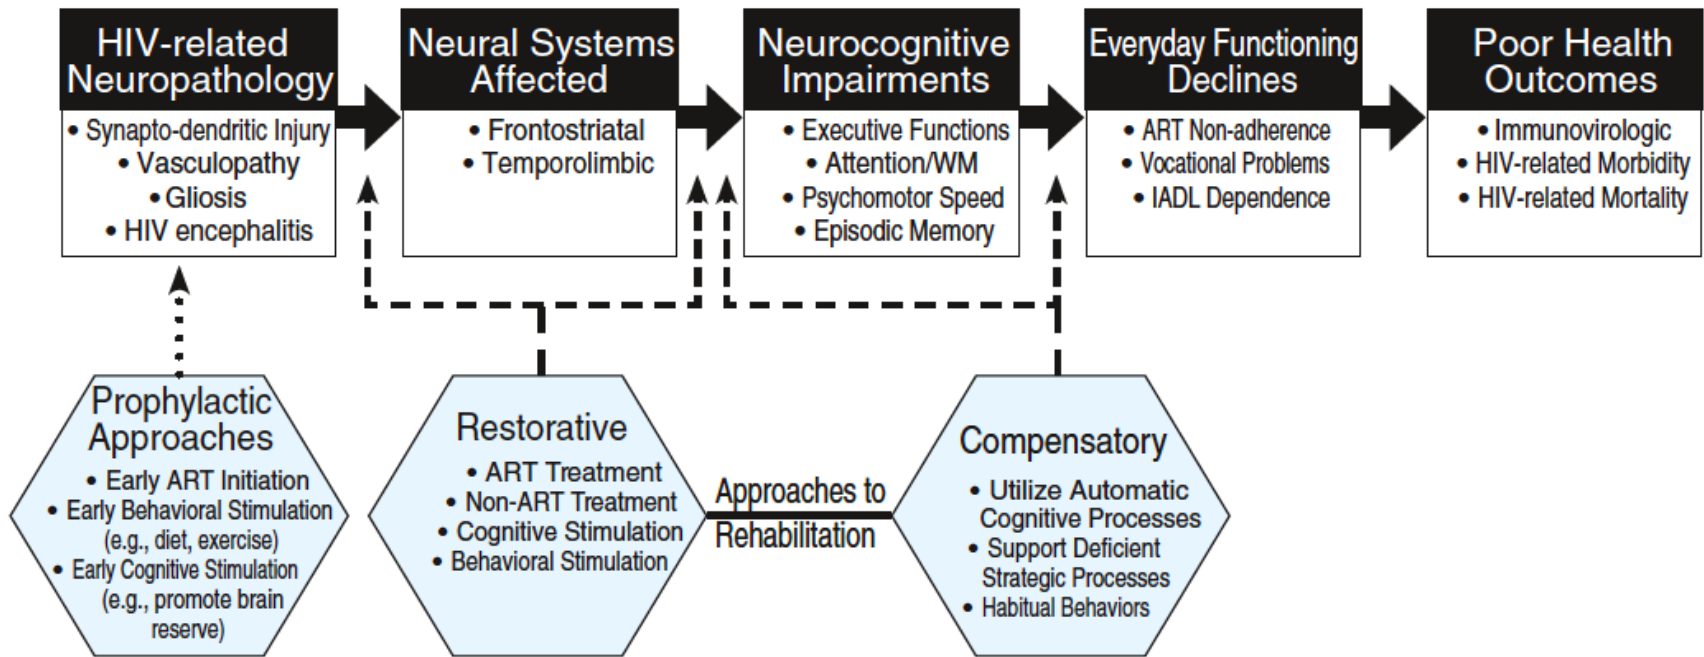 HIV-related
Neuropathology
• Synapto-dendritic Injury
• Vasculopathy
• Gliosis
• HIV encephalitis
Neural Systems
Affected
• Frontostriatal
• Temporolimbic
Neurocognitive
Impairments
• Executive Functions
• Attention/WM
• Psychomotor Speed
• Episodic Memory
Everyday Functioning
Declines
• ART Non-adherence
• Vocational Problems
• IADL Dependence
Poor Health
Outcomes
• Immunovirologic
• HIV-related Morbidity
• HIV-related Mortality
Prophylactic
Approaches
• Early ART Initiation
• Early Behavioral Stimulation
(e.g., diet, exercise)
• Early Cognitive Stimulation
(e.g., promote brain
reserve)
Restorative
• ART Treatment
• Non-ART Treatment
• Cognitive Stimulation
• Behavioral Stimulation
Approaches to
Rehabilitation
Compensatory
• Utilize Automatic
Cognitive Processes
• Support Deficient
Strategic Processes
• Habitual Behaviors